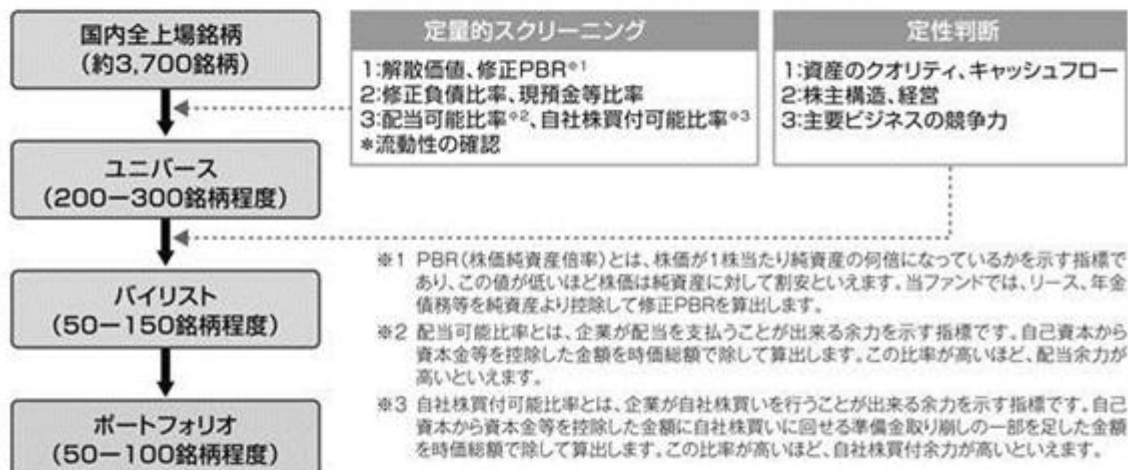 国内全上場銘柄
(約3,700銘柄)
定量的スクリーニング
1:解散価値、修正PBR※1
2:修正負債比率、現預金等比率
3:配当可能比率※2、自社株買付可能比率※3
*流動性の確認
定性判断
1:資産のクオリティ、キャッシュフロー
2:株主構造、経営
3:主要ビジネスの競争力
ユニバース
(200ー300銘柄程度)
バイリスト
(50ー150銘柄程度)
ポートフォリオ
(50ー100銘柄程度)
※1 PBR(株価純資産倍率)とは、株価が1株当たり純資産の何倍になっているかを示す指標で
あり、この値が低いほど株価は純資産に対して割安といえます。当ファンドでは、リース、年金
債務等を純資産より控除して修正PBRを算出します。
※2 配当可能比率とは、企業が配当を支払うことが出来る余力を示す指標です。自己資本から
資本金等を控除した金額を時価総額で除して算出します。この比率が高いほど、配当余力が
高いといえます。
※3 自社株買付可能比率とは、企業が自社株買いを行うことが出来る余力を示す指標です。自己
資本から資本金等を控除した金額に自社株買いに回せる準備金取り崩しの一部を足した金額
を時価総額で除して算出します。この比率が高いほど、自社株買付余力が高いといえます。